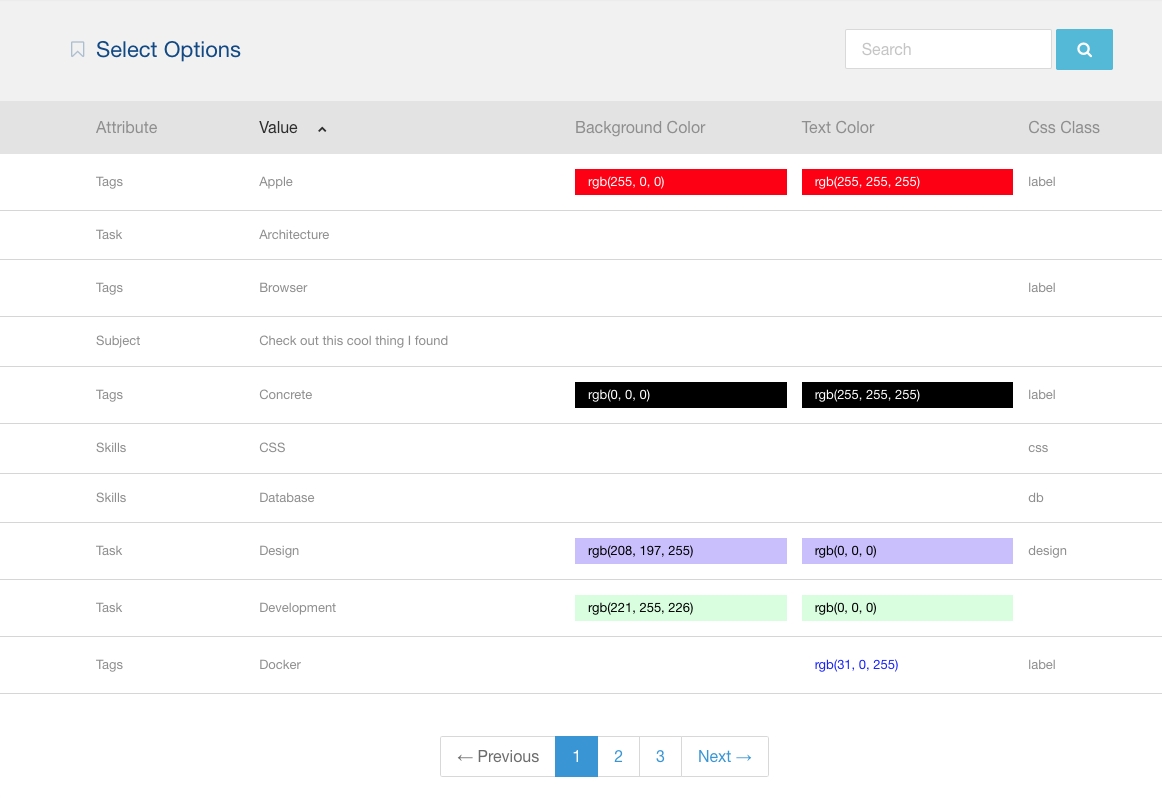 Select Options
Search
Attribute Value Background Color Text Color Css Class
Tags Apple rgb(255, 0, 0) rgb(255, 255, 255) label
Task Architecture
Tags Browser label
Subject Check out this cool thing I found
Tags Concrete rgb(0, 0, 0) rgb(255, 255, 255) label
Skills CSS css
Skills Database db
Task Design rgb(208, 197, 255) rgb(0, 0, 0) design
Task Development rgb(221, 255, 226) rgb(0, 0, 0)
Tags Docker rgb(31, 0, 255) label
← Previous 1 2 3 Next →